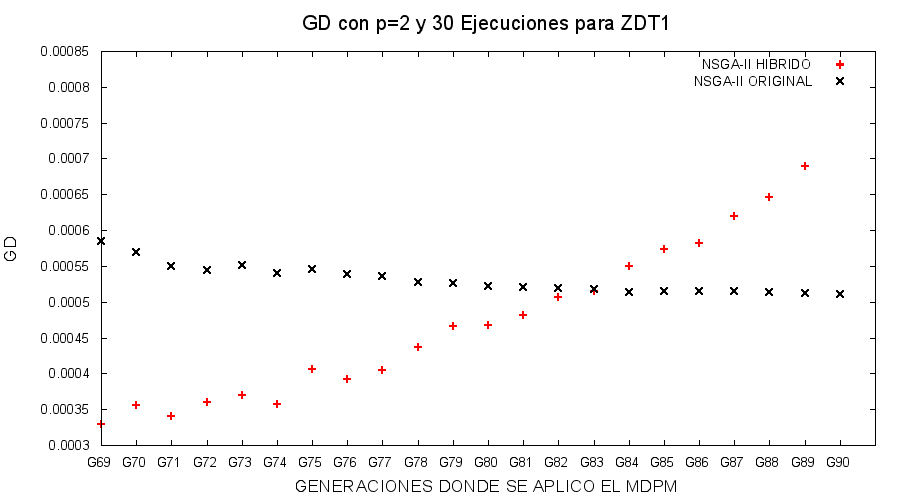 GD con p=2 y 30 Ejecuciones para ZDT1
0.00085
0.0008
0.00075
0.0007
0.00065
0.0006
0.00055
0.0005
0.00045
0.0004
0.00035
0.0003
GD
NSGA-II HIBRIDO
NSGA-II ORIGINAL
G69 G70 G71 G72 G73 G74 G75 G76 G77 G78 G79 G80 G81 G82 G83 G84 G85 G86 G87 G88 G89 G90
GENERACIONES DONDE SE APLICO EL MDPM